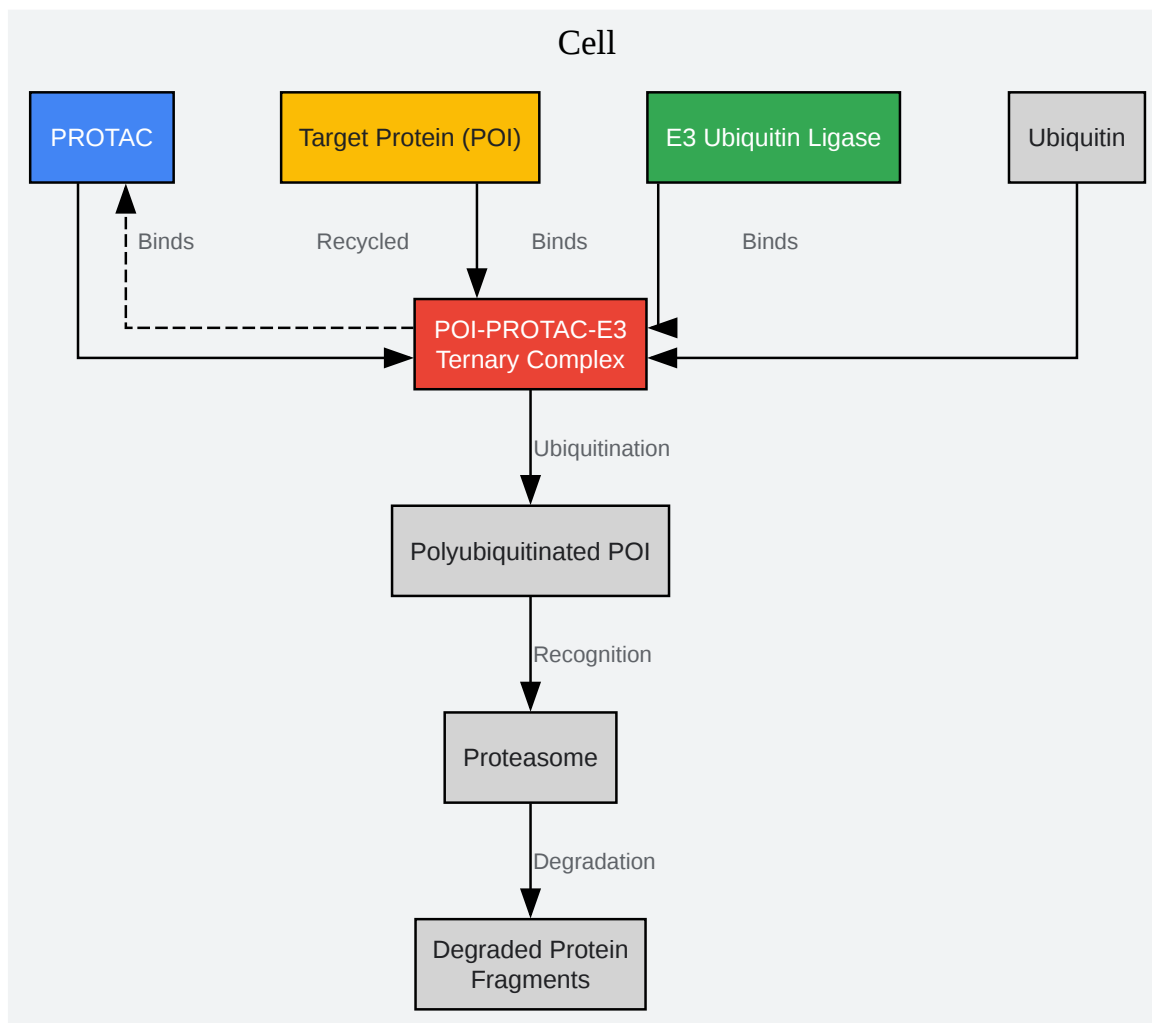 Cell
PROTAC
Target Protein (POI)
E3 Ubiquitin Ligase
Ubiquitin
Binds
Recycled
Binds
Binds
POI-PROTAC-E3
Ternary Complex
Ubiquitination
Polyubiquitinated POI
Recognition
Proteasome
Degradation
Degraded Protein
Fragments